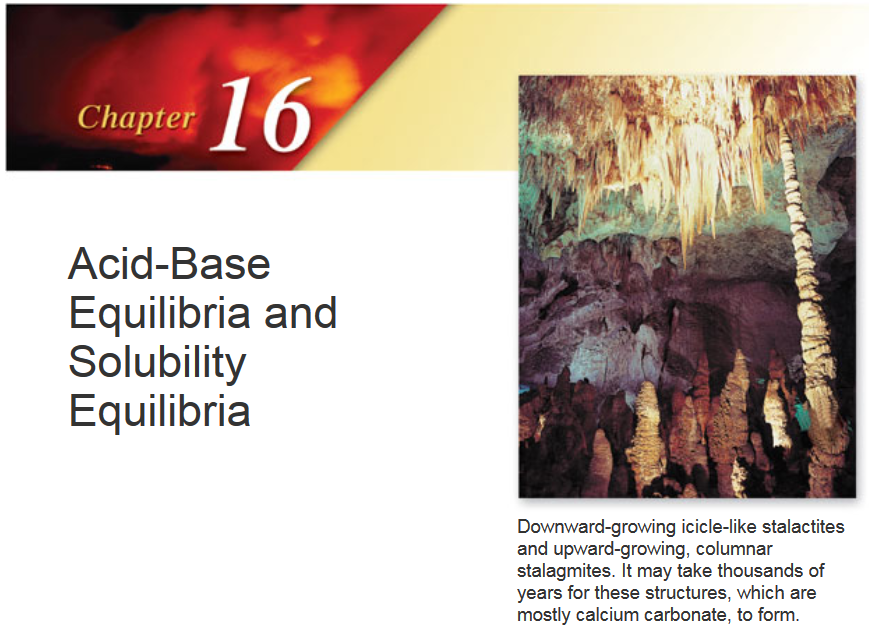 Chapter 16
Acid-Base
Equilibria and
Solubility
Equilibria
Downward-growing icicle-like stalactites
and upward-growing, columnar
stalagmites. It may take thousands of
years for these structures, which are
mostly calcium carbonate, to form.